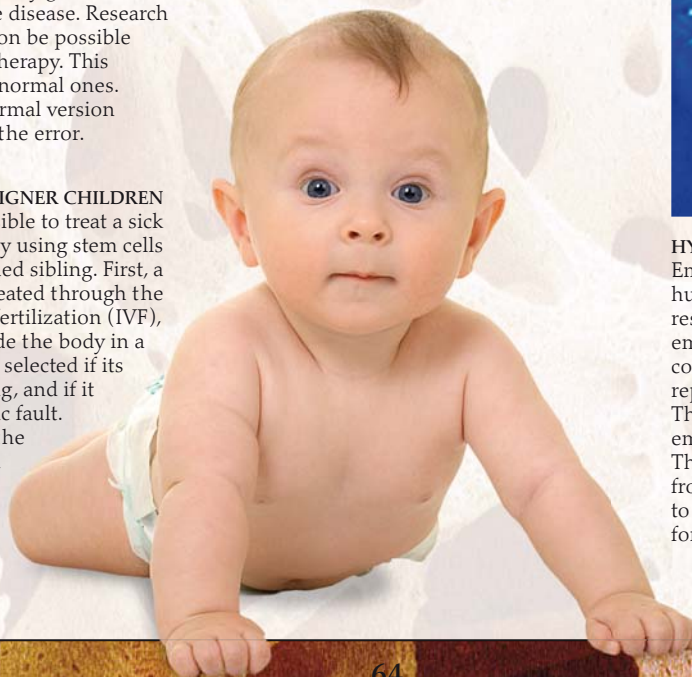 e disease. Research
on be possible
herapy. This
normal ones.
rmal version
the error.
IGNER CHILDREN
ible to treat a sick
y using stem cells
ed sibling. First, a
eated through the
ertilization (IVF),
de the body in a
selected if its
g, and if it
ic fault.
he
HY
En
hu
res
em
co
rep
Th
em
Th
fro
to
for
64